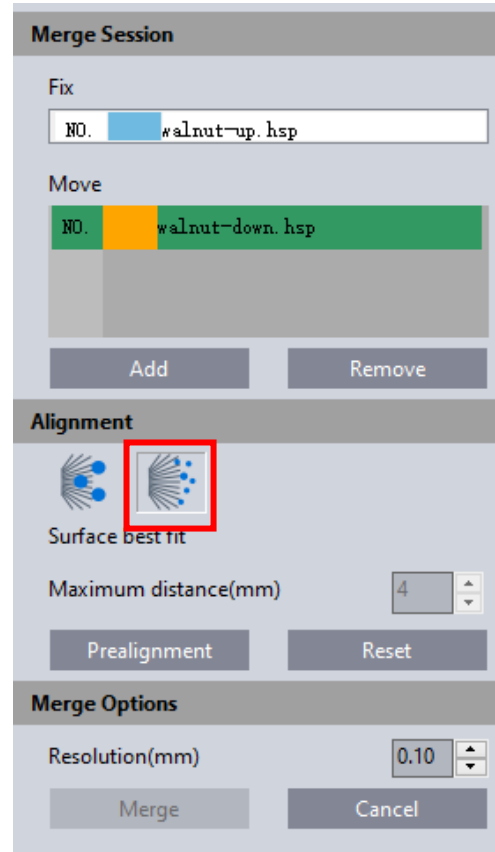 Merge Session
Fix
NO. walnut-up.hsp
Move
NO. walnut-down.hsp
Add Remove
Alignment
Surface best fit
Maximum distance(mm) 4
Prealignment Reset
Merge Options
Resolution(mm) 0.10
Merge Cancel